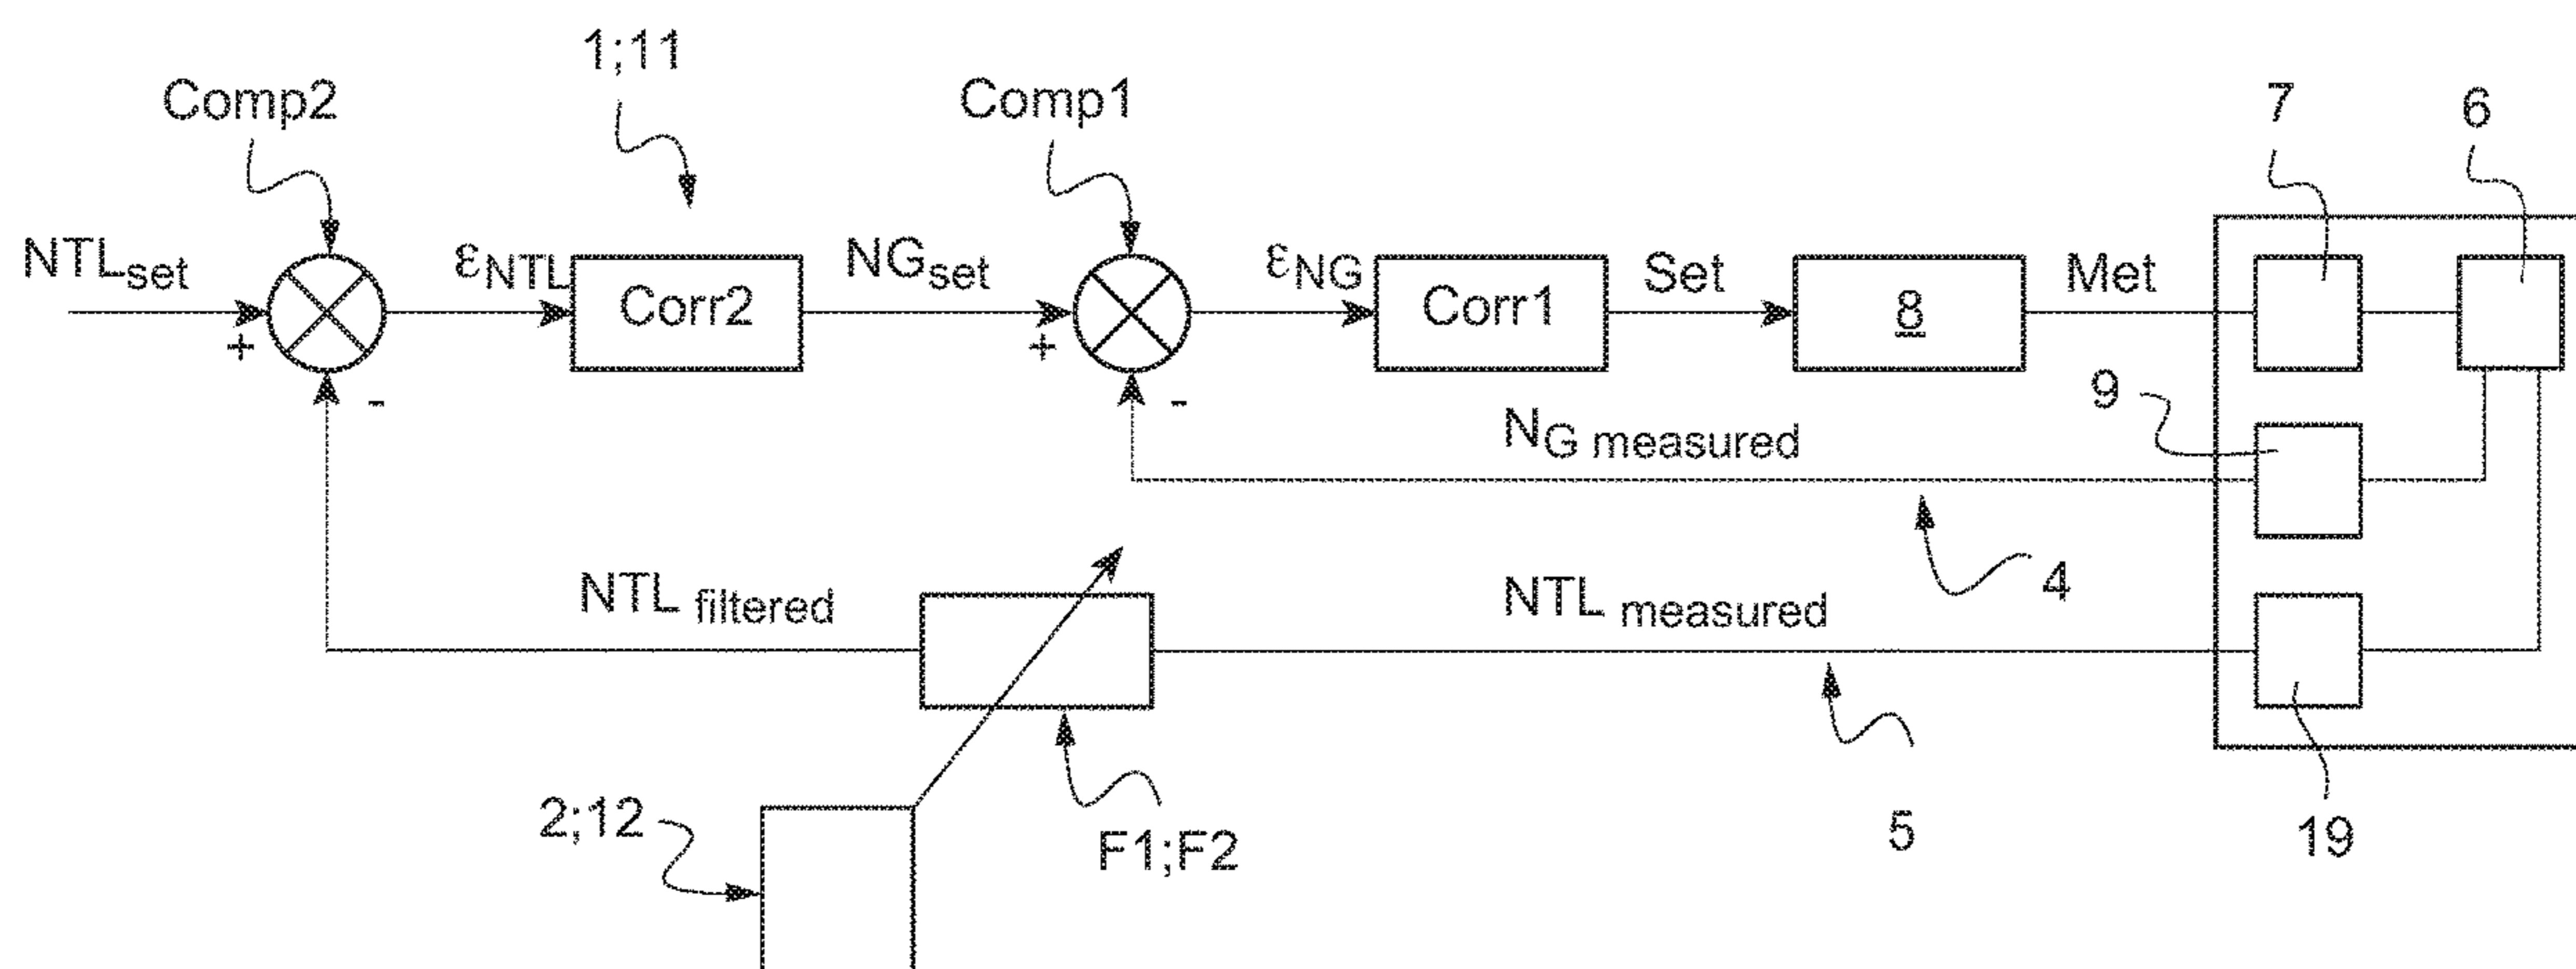 1;11
Comp2
Comp1
7
6
NTLset
εNTL
NGset
εNG
Set
Met
Corr2
Corr1
8
+
+
-
-
9
NG measured
4
NTL filtered
NTL measured
2;12
F1;F2
5
19